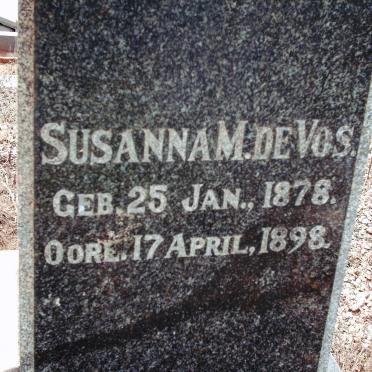 SUSANNA M. DE VOS.
GEB. 25 JAN., 1878.
OORL. 17 APRIL, 1898.